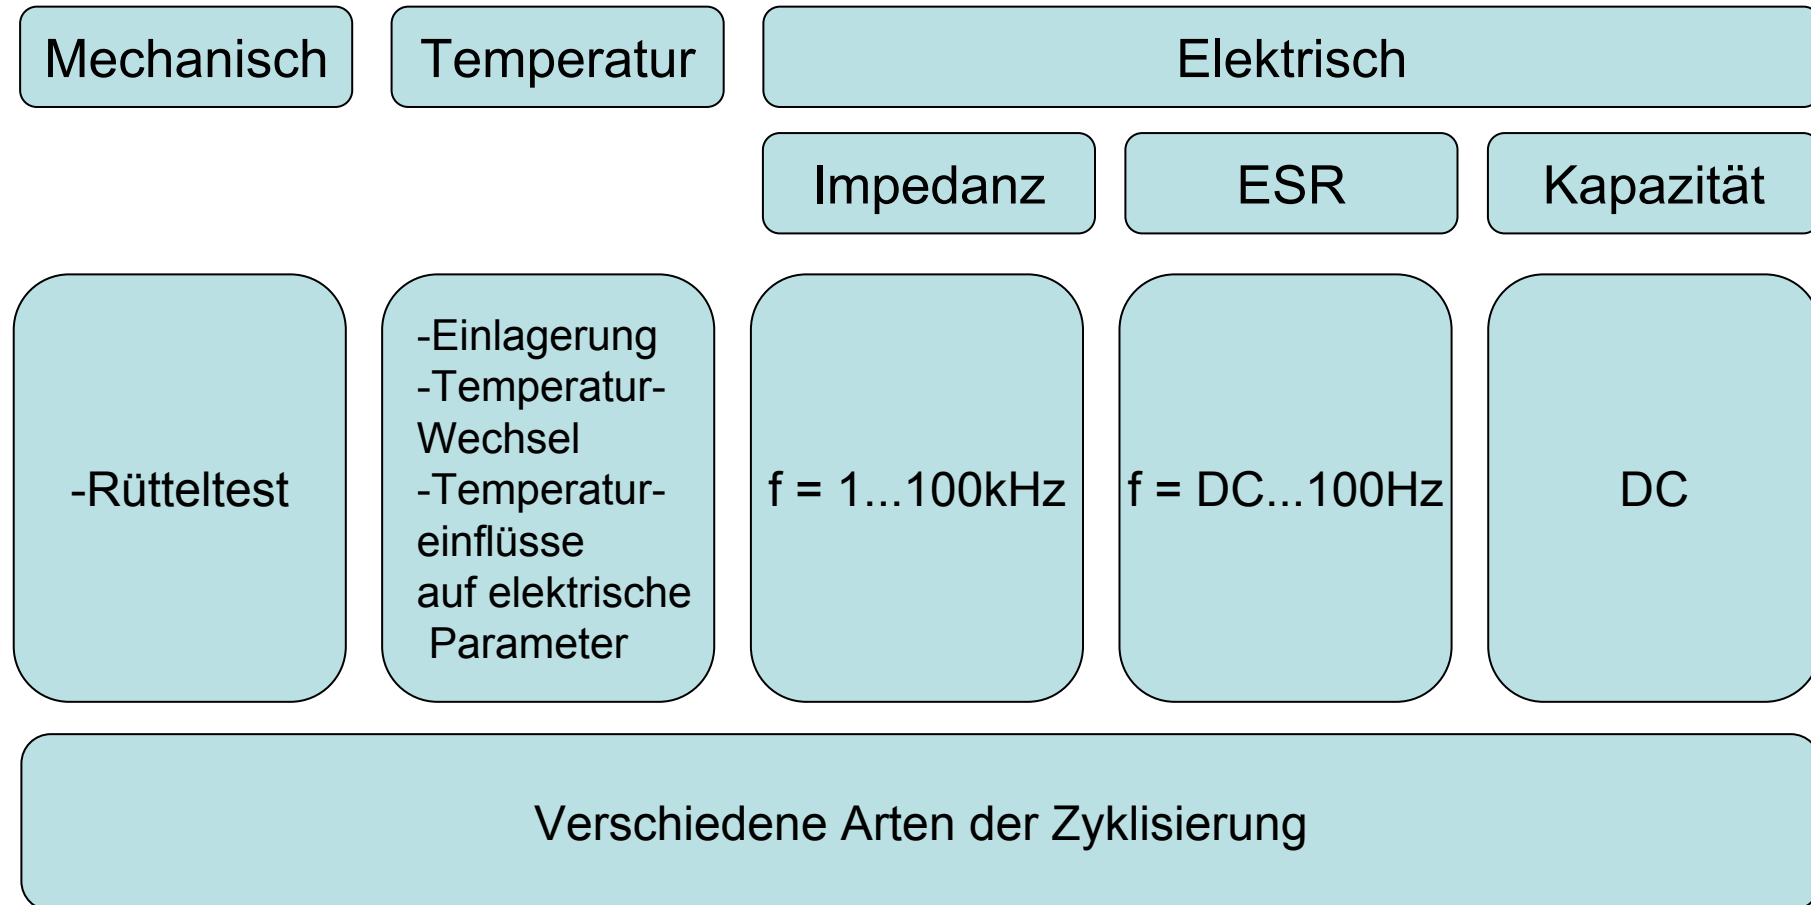 Mechanisch
Temperatur
Elektrisch
Impedanz
ESR
Kapazität
-Rütteltest
-Einlagerung
-Temperatur-
Wechsel
-Temperatur-
einflüsse
auf elektrische
Parameter
f = 1...100kHz
f = DC...100Hz
DC
Verschiedene Arten der Zyklisierung